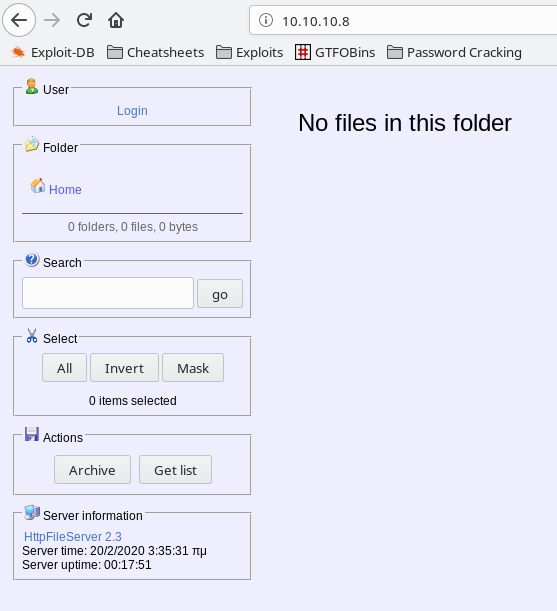 10.10.10.8
Exploit-DB Cheatsheets Exploits GTFOBins Password Cracking
User
Login
Folder
Home
0 folders, 0 files, 0 bytes
Search
go
Select
All Invert Mask
0 items selected
Actions
Archive Get list
Server information
HttpFileServer 2.3
Server time: 20/2/2020 3:35:31 πμ
Server uptime: 00:17:51
No files in this folder